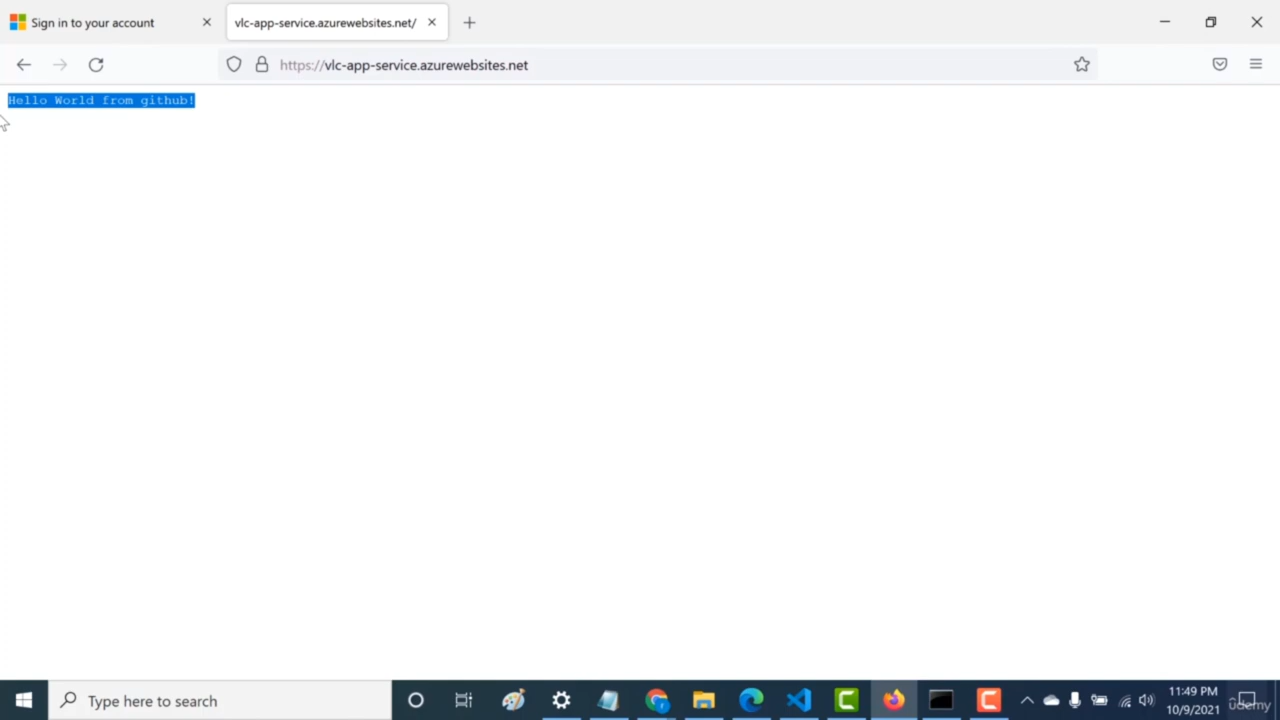 Sign in to your account
vlc-app-service.azurewebsites.net/
https://vlc-app-service.azurewebsites.net
Hello World from github!
Type here to search
11:49 PM
10/9/2021
udemy